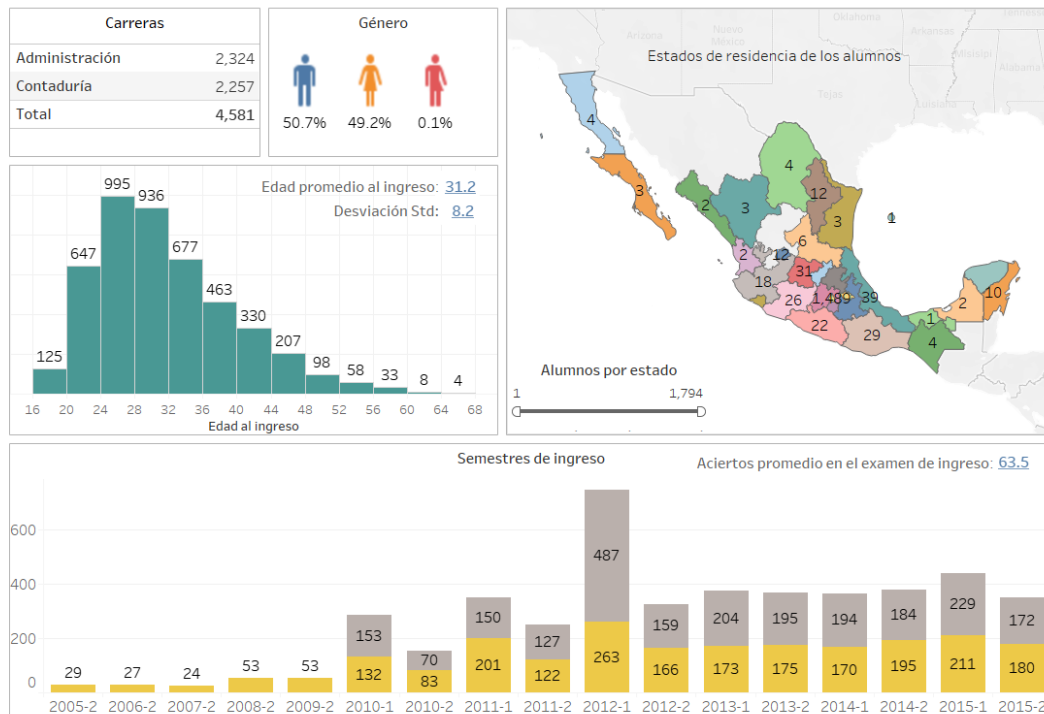 Carreras
Administración 2,324
Contaduría 2,257
Total 4,581
Género
50.7% 49.2% 0.1%
Estados de residencia de los alumnos
Arizona
Nuevo
México
Oklahoma
Arkansas
Misisipi
Alabama
Tejas
Luisiana
4
3
4
12
2
3
3
1
6
2
12
31
18
26
39
22
29
1
2
10
4
Alumnos por estado
1 1,794
Edad promedio al ingreso: 31.2
Desviación Std: 8.2
125 647 995 936 677 463 330 207 98 58 33 8 4
16 20 24 28 32 36 40 44 48 52 56 60 64 68
Edad al ingreso
Semestres de ingreso
Aciertos promedio en el examen de ingreso: 63.5
600
400
200
0
153 70 150 127 487 159 204 195 194 184 229 172
29 27 24 53 53 132 83 201 122 263 166 173 175 170 195 211 180
2005-2 2006-2 2007-2 2008-2 2009-2 2010-1 2010-2 2011-1 2011-2 2012-1 2012-2 2013-1 2013-2 2014-1 2014-2 2015-1 2015-2